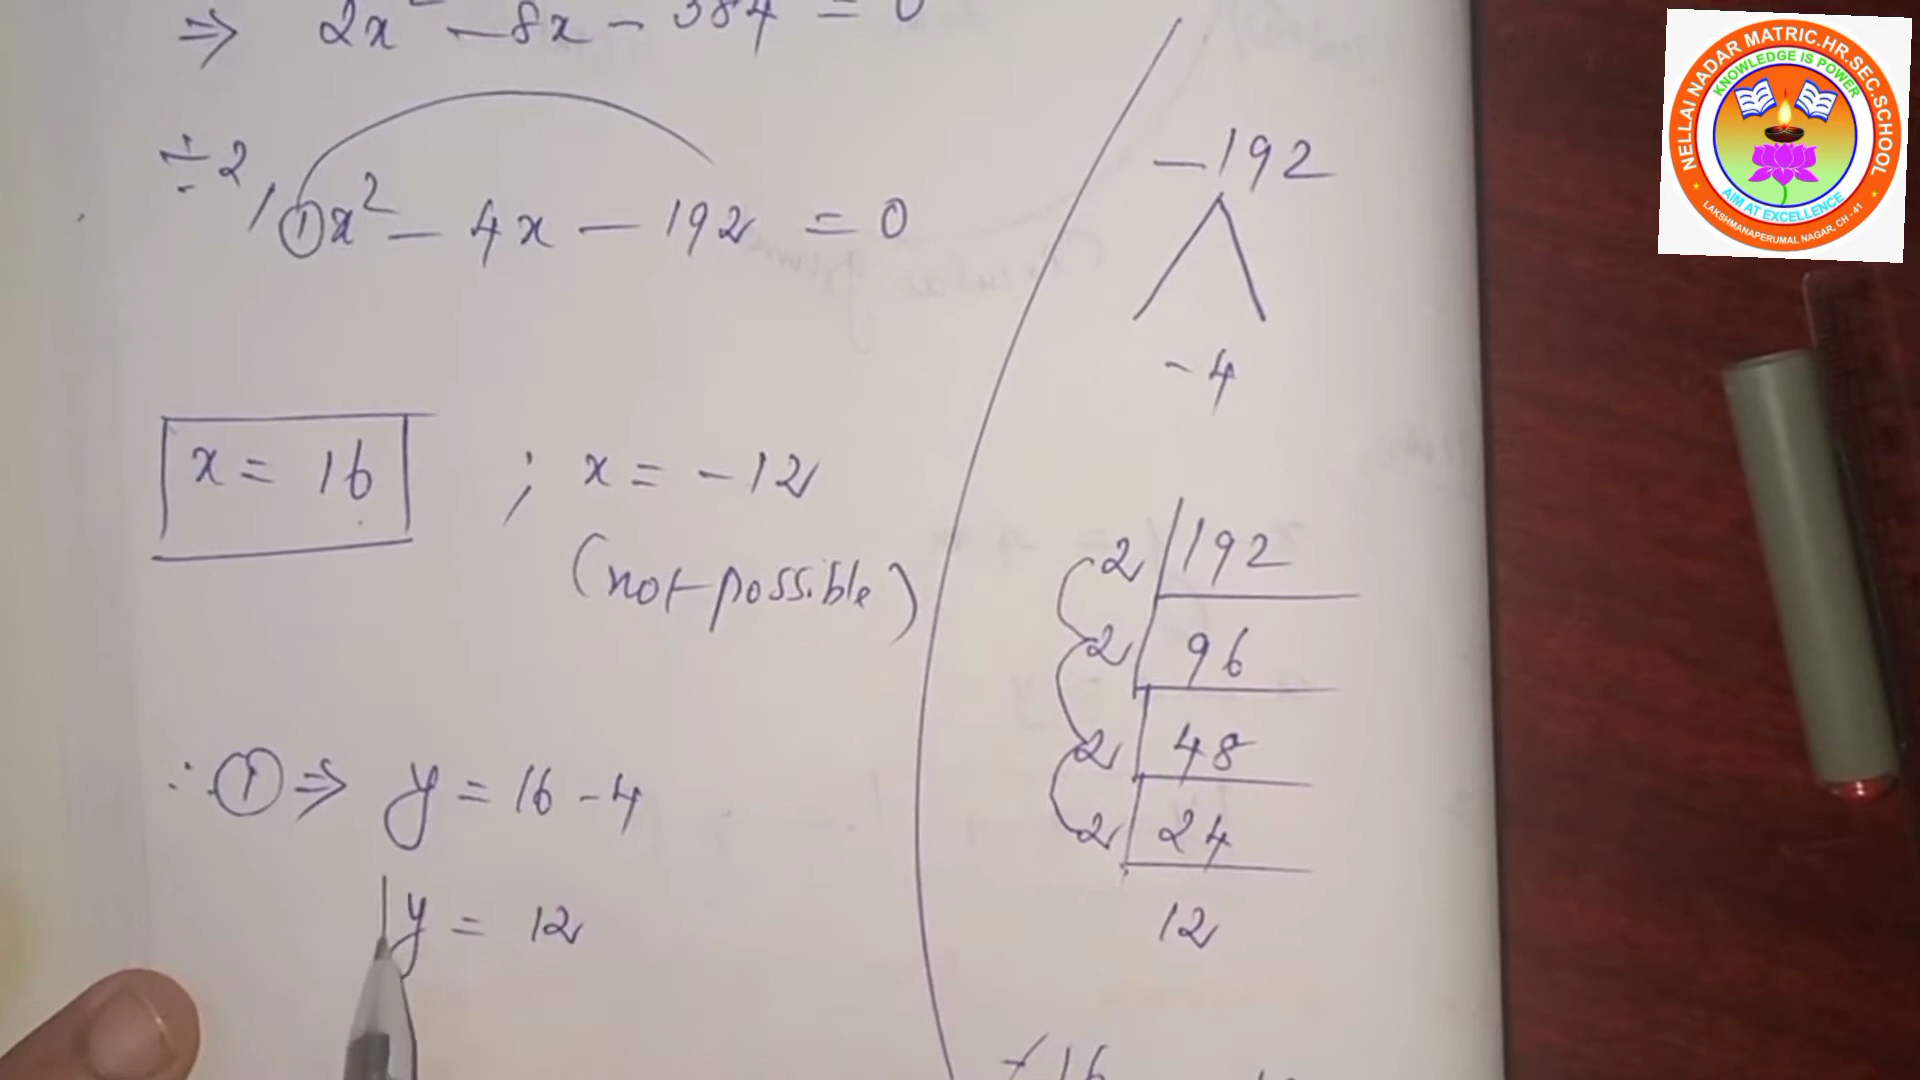 ⇒ 2x² - 8x - 384 = 0
÷2, ①x² - 4x - 192 = 0
x = 16 ; x = -12
(not possible)
∴ ① ⇒ y = 16 - 4
y = 12
-192
-4
2 | 192
2 | 96
2 | 48
2 | 24
12
16
NELLAI NADAR MATRIC.HR.SEC.SCHOOL
KNOWLEDGE IS POWER
AIM AT EXCELLENCE
LAKSHMANAPERUMAL NAGAR, CH - 41